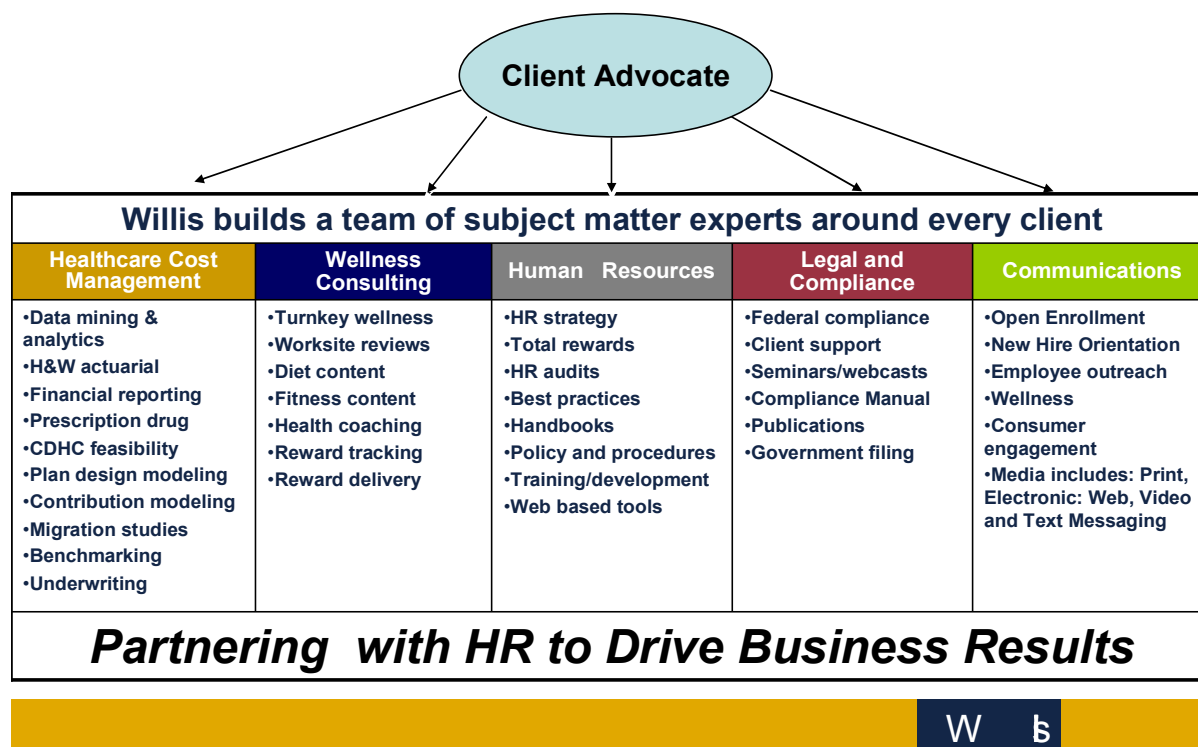 Client Advocate
Willis builds a team of subject matter experts around every client
Healthcare Cost
Management
Wellness
Consulting
Human Resources
Legal and
Compliance
Communications
•Data mining &
analytics
•H&W actuarial
•Financial reporting
•Prescription drug
•CDHC feasibility
•Plan design modeling
•Contribution modeling
•Migration studies
•Benchmarking
•Underwriting
•Turnkey wellness
•Worksite reviews
•Diet content
•Fitness content
•Health coaching
•Reward tracking
•Reward delivery
•HR strategy
•Total rewards
•HR audits
•Best practices
•Handbooks
•Policy and procedures
•Training/development
•Web based tools
•Federal compliance
•Client support
•Seminars/webcasts
•Compliance Manual
•Publications
•Government filing
•Open Enrollment
•New Hire Orientation
•Employee outreach
•Wellness
•Consumer
engagement
•Media includes: Print,
Electronic: Web, Video
and Text Messaging
Partnering with HR to Drive Business Results